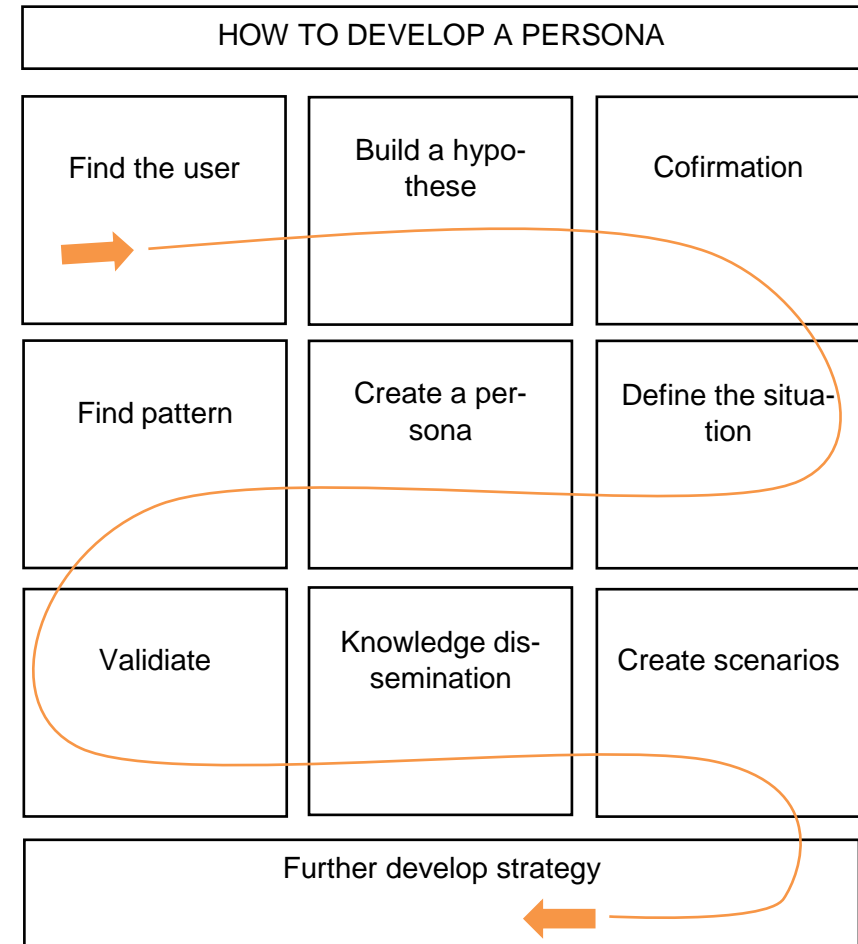 HOW TO DEVELOP A PERSONA
Find the user
Build a hypo-
these
Cofirmation
Find pattern
Create a per-
sona
Define the situa-
tion
Validiate
Knowledge dis-
semination
Create scenarios
Further develop strategy